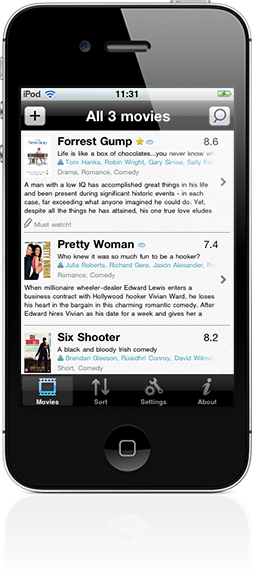 iPod
11:31
All 3 movies
Forrest Gump
8.6
Life is like a box of chocolates...you never know wh
Tom Hanks, Robin Wright, Gary Sinise, Sally Fi
Drama, Romance, Comedy
A man with a low IQ has accomplished great things in his life
and been present during significant historic events - in each
case, far exceeding what anyone imagined he could do. Yet,
despite all the things he has attained, his one true love eludes
Must watch!
Pretty Woman
7.4
Who knew it was so much fun to be a hooker?
Julia Roberts, Richard Gere, Jason Alexander, Ra
Romance, Comedy
When millionaire wheeler-dealer Edward Lewis enters a
business contract with Hollywood hooker Vivian Ward, he loses
his heart in the bargain in this charming romantic comedy. After
Edward hires Vivian as his date for a week and gives her a
Six Shooter
8.2
A black and bloody Irish comedy
Brendan Gleeson, Rúaidhrí Conroy, David Wilmo
Short, Comedy
Movies
Sort
Settings
About